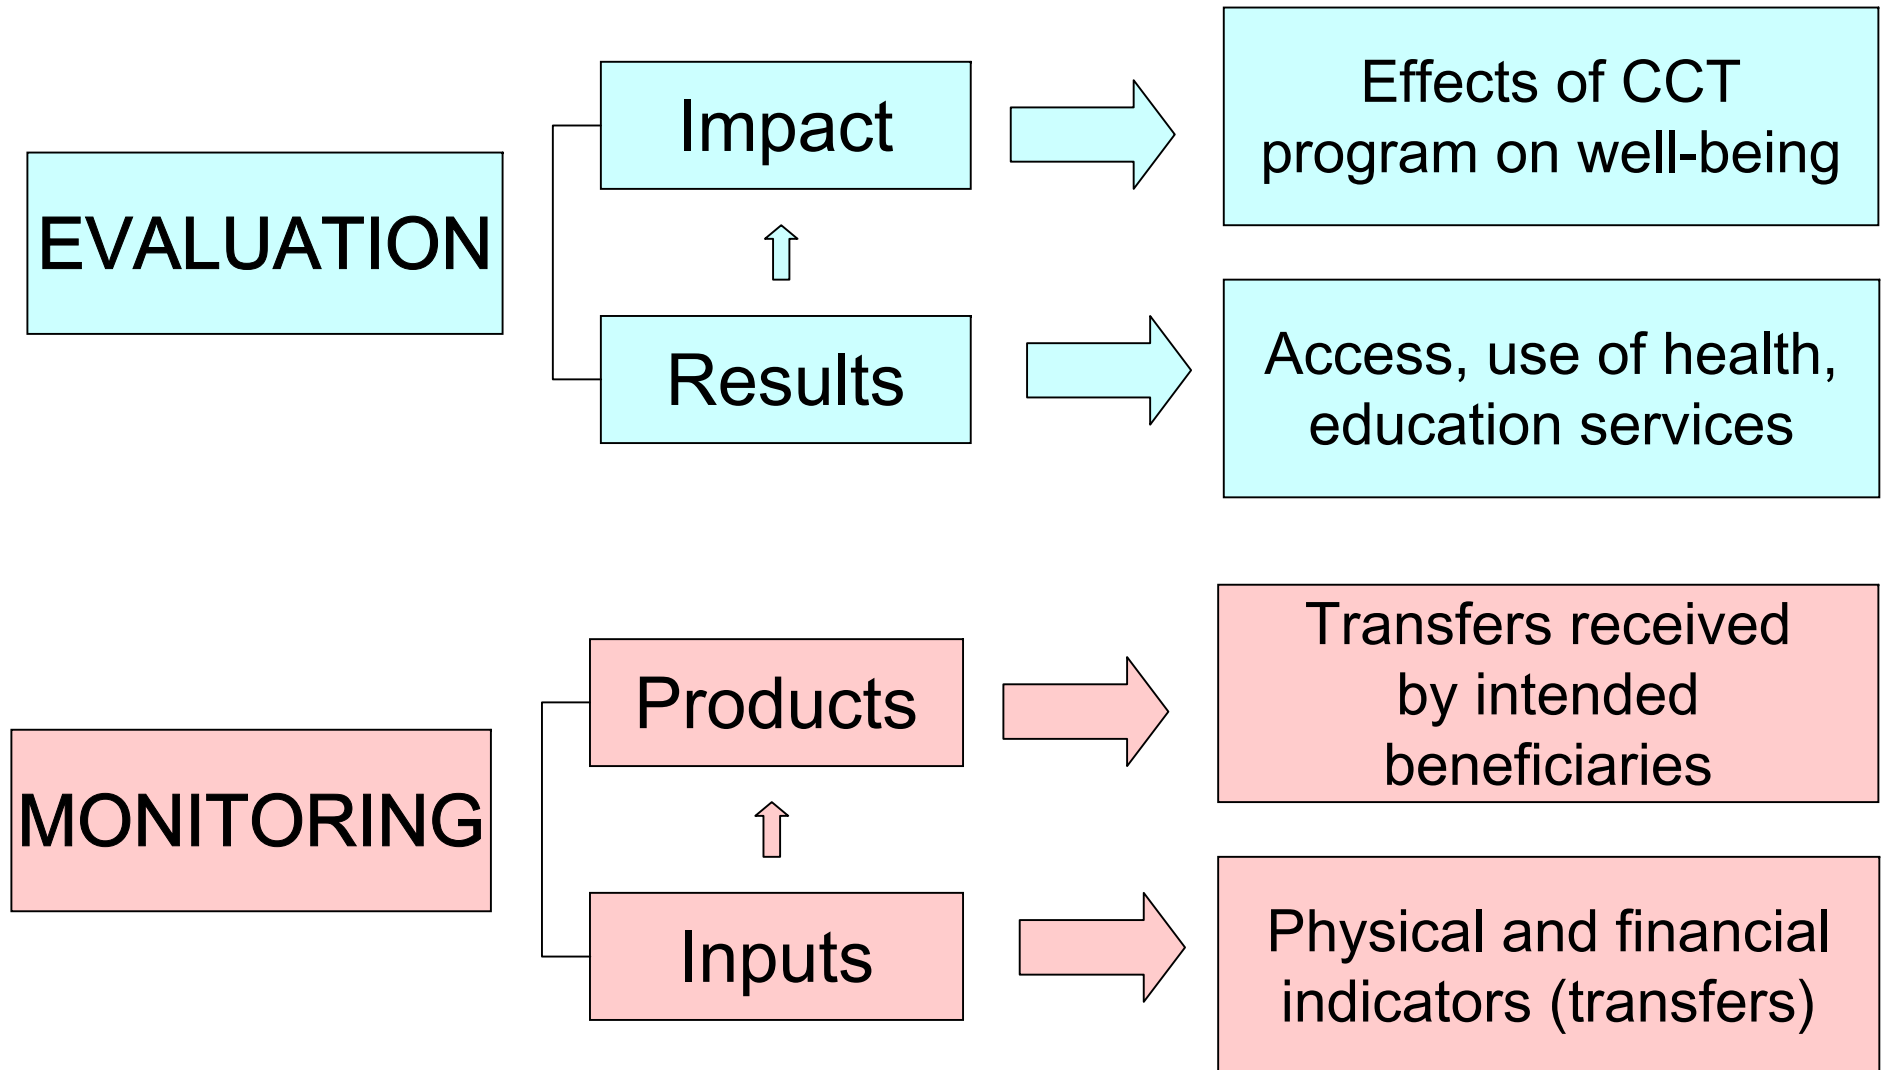 EVALUATION
Impact
Effects of CCT
program on well-being
Results
Access, use of health,
education services
MONITORING
Products
Transfers received
by intended
beneficiaries
Inputs
Physical and financial
indicators (transfers)